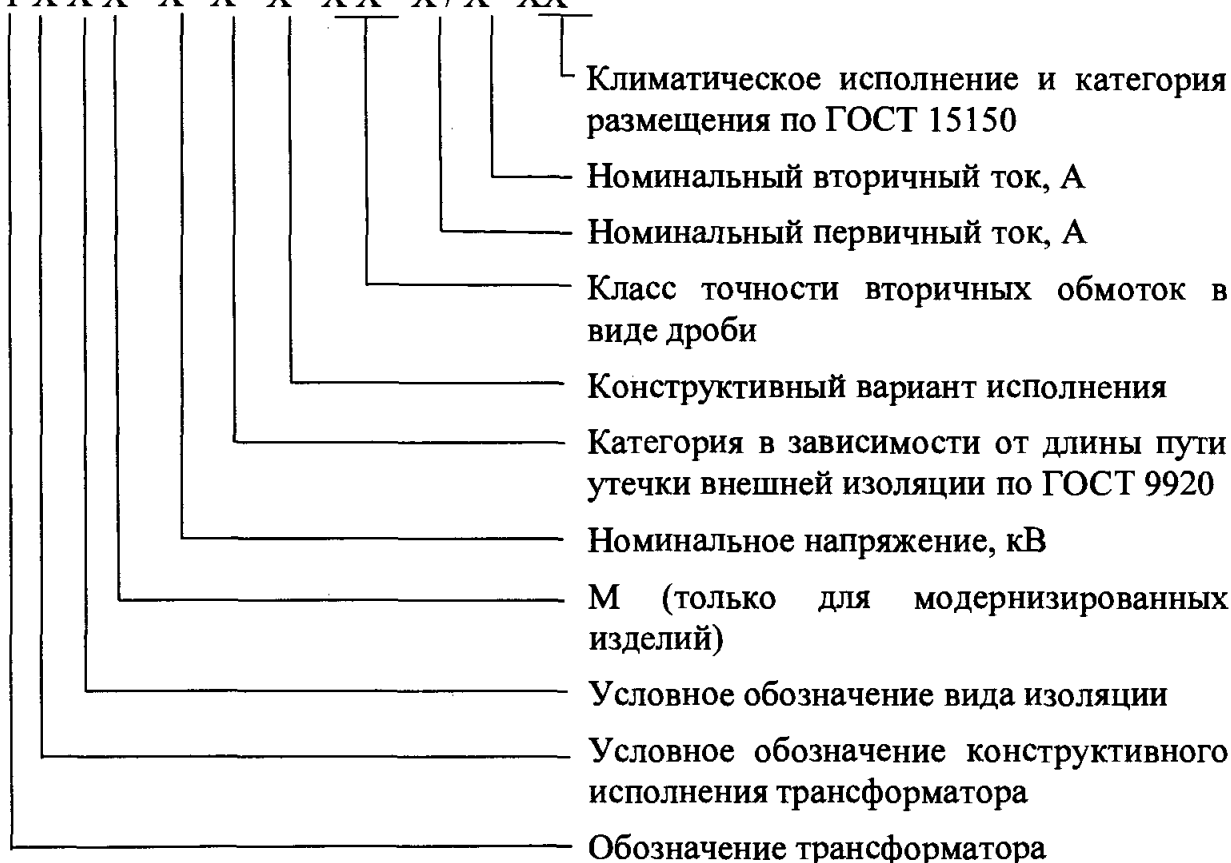 Климатическое исполнение и категория
размещения по ГОСТ 15150
Номинальный вторичный ток, А
Номинальный первичный ток, А
Класс точности вторичных обмоток в
виде дроби
Конструктивный вариант исполнения
Категория в зависимости от длины пути
утечки внешней изоляции по ГОСТ 9920
Номинальное напряжение, кВ
М (только для модернизированных
изделий)
Условное обозначение вида изоляции
Условное обозначение конструктивного
исполнения трансформатора
Обозначение трансформатора